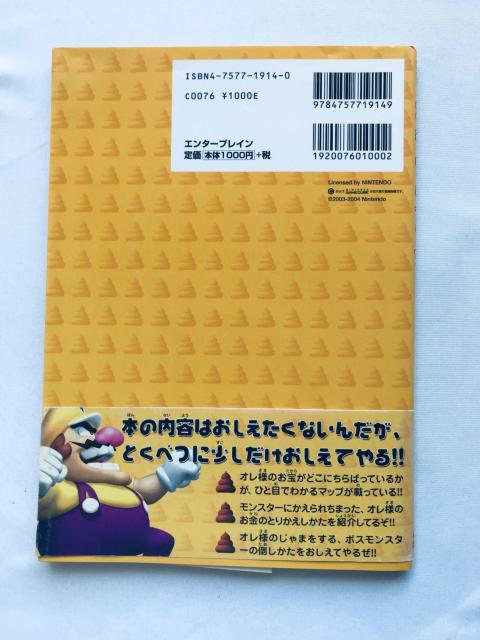 ISBN4-7577-1914-0
C0076 ¥1000E
9784757719149
エンターブレイン
定価 本体1000円 +税
1920076010002
Licensed by NINTENDO
©2003-2004 Nintendo
本の内容はおしえたくないんだが、
とくべつに少しだけおしえてやる!!
オレ様のお宝がどこにちらばっているか
が、ひと目でわかるマップが載っている!!
モンスターにかえられちまった、オレ様の
お金のとりかえしかたを紹介してるぞ!!
オレ様のじゃまをする、ボスモンスタ
ーの倒しかたをおしえてやるぜ!!